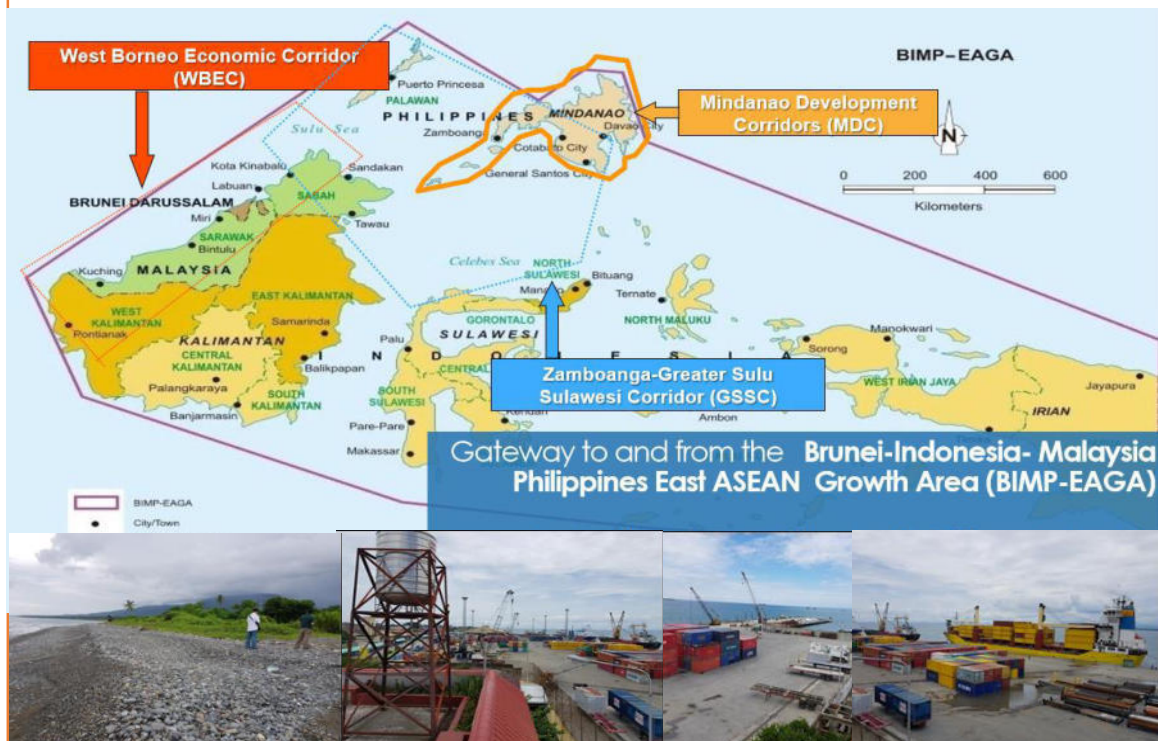 West Borneo Economic Corridor
(WBEC)
BIMP-EAGA
Puerto Princesa
PALAWAN
PHILIPPINES
MINDANAO
Mindanao Development
Corridors (MDC)
Zamboanga
Davao City
Sulu Sea
Cotabato City
N
General Santos City
Kota Kinabalu
Sandakan
Labuan
SABAH
0 200 400 600
Kilometers
BRUNEI DARUSSALAM
Miri
Tawau
SARAWAK
Bintulu
Celebes Sea
NORTH
SULAWESI
Bituang
Kuching
MALAYSIA
Ternate
EAST KALIMANTAN
WEST
KALIMANTAN
GORONTALO
NORTH MALUKU
Pontianak
Samarinda
SULAWESI
Manokwari
KALIMANTAN
Palu
Sorong
INDONESIA
CENTRAL
KALIMANTAN
Balikpapan
CENTRAL
Zamboanga-Greater Sulu
Sulawesi Corridor (GSSC)
WEST IRIAN JAYA
Jayapura
Palangkaraya
SOUTH
KALIMANTAN
SOUTH
SULAWESI
Banjarmasin
Pare-Pare
Ambon
IRIAN
Makassar
Gateway to and from the Brunei-Indonesia- Malaysia
Philippines East ASEAN Growth Area (BIMP-EAGA)
BIMP-EAGA
City/Town